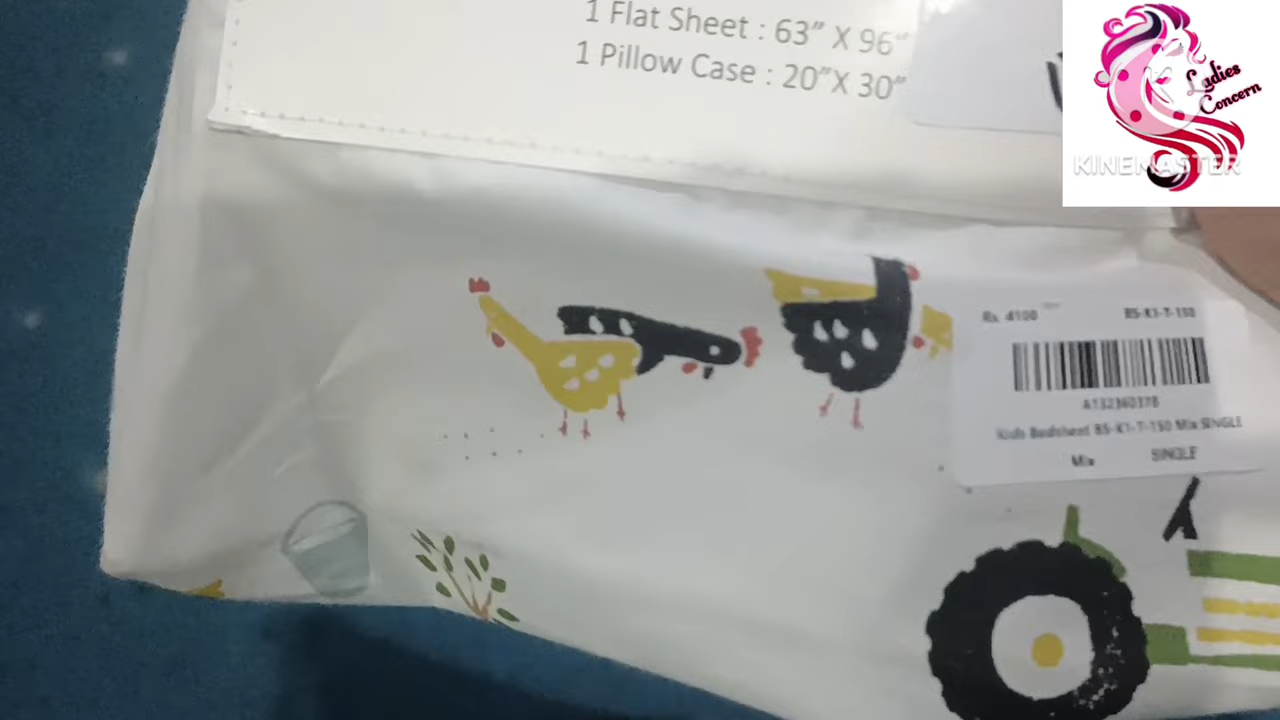 1 Flat Sheet : 63" X 96"
1 Pillow Case : 20"X 30"
Ladies
Concern
KINEMASTER
Rs. 4100
BS-K1-T-150
A132360378
Kids Bedsheet BS-K1-T-150 Mix SINGLE
Mix SINGLE